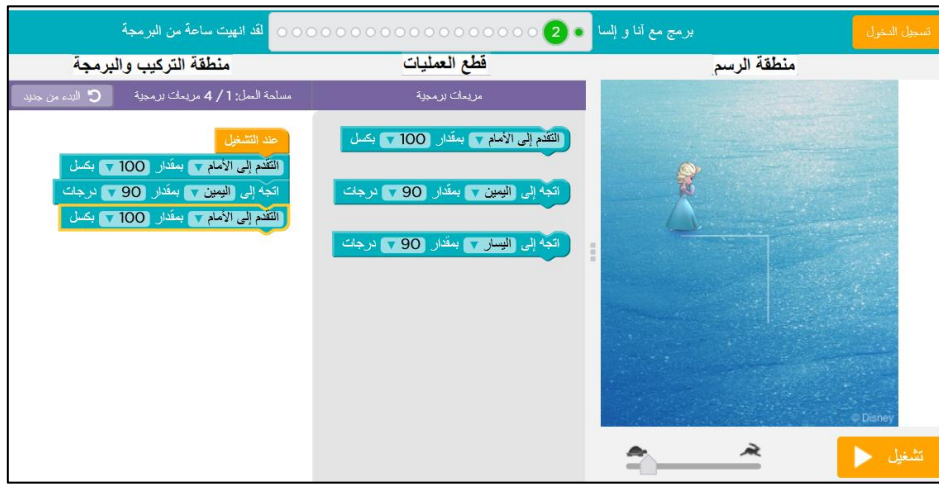 تسجيل الدخول
برمج مع آنا و إلسا
2
لقد انهيت ساعة من البرمجة
منطقة الرسم
قطع العمليات
منطقة التركيب والبرمجة
مربعات برمجية
مساحة العمل: 1 / 4 مربعات برمجية
البدء من جديد
التقدم إلى الأمام بمقدار 100 بكسل
اتجه إلى اليمين بمقدار 90 درجات
اتجه إلى اليسار بمقدار 90 درجات
عند التشغيل
التقدم إلى الأمام بمقدار 100 بكسل
اتجه إلى اليمين بمقدار 90 درجات
التقدم إلى الأمام بمقدار 100 بكسل
© Disney
تشغيل